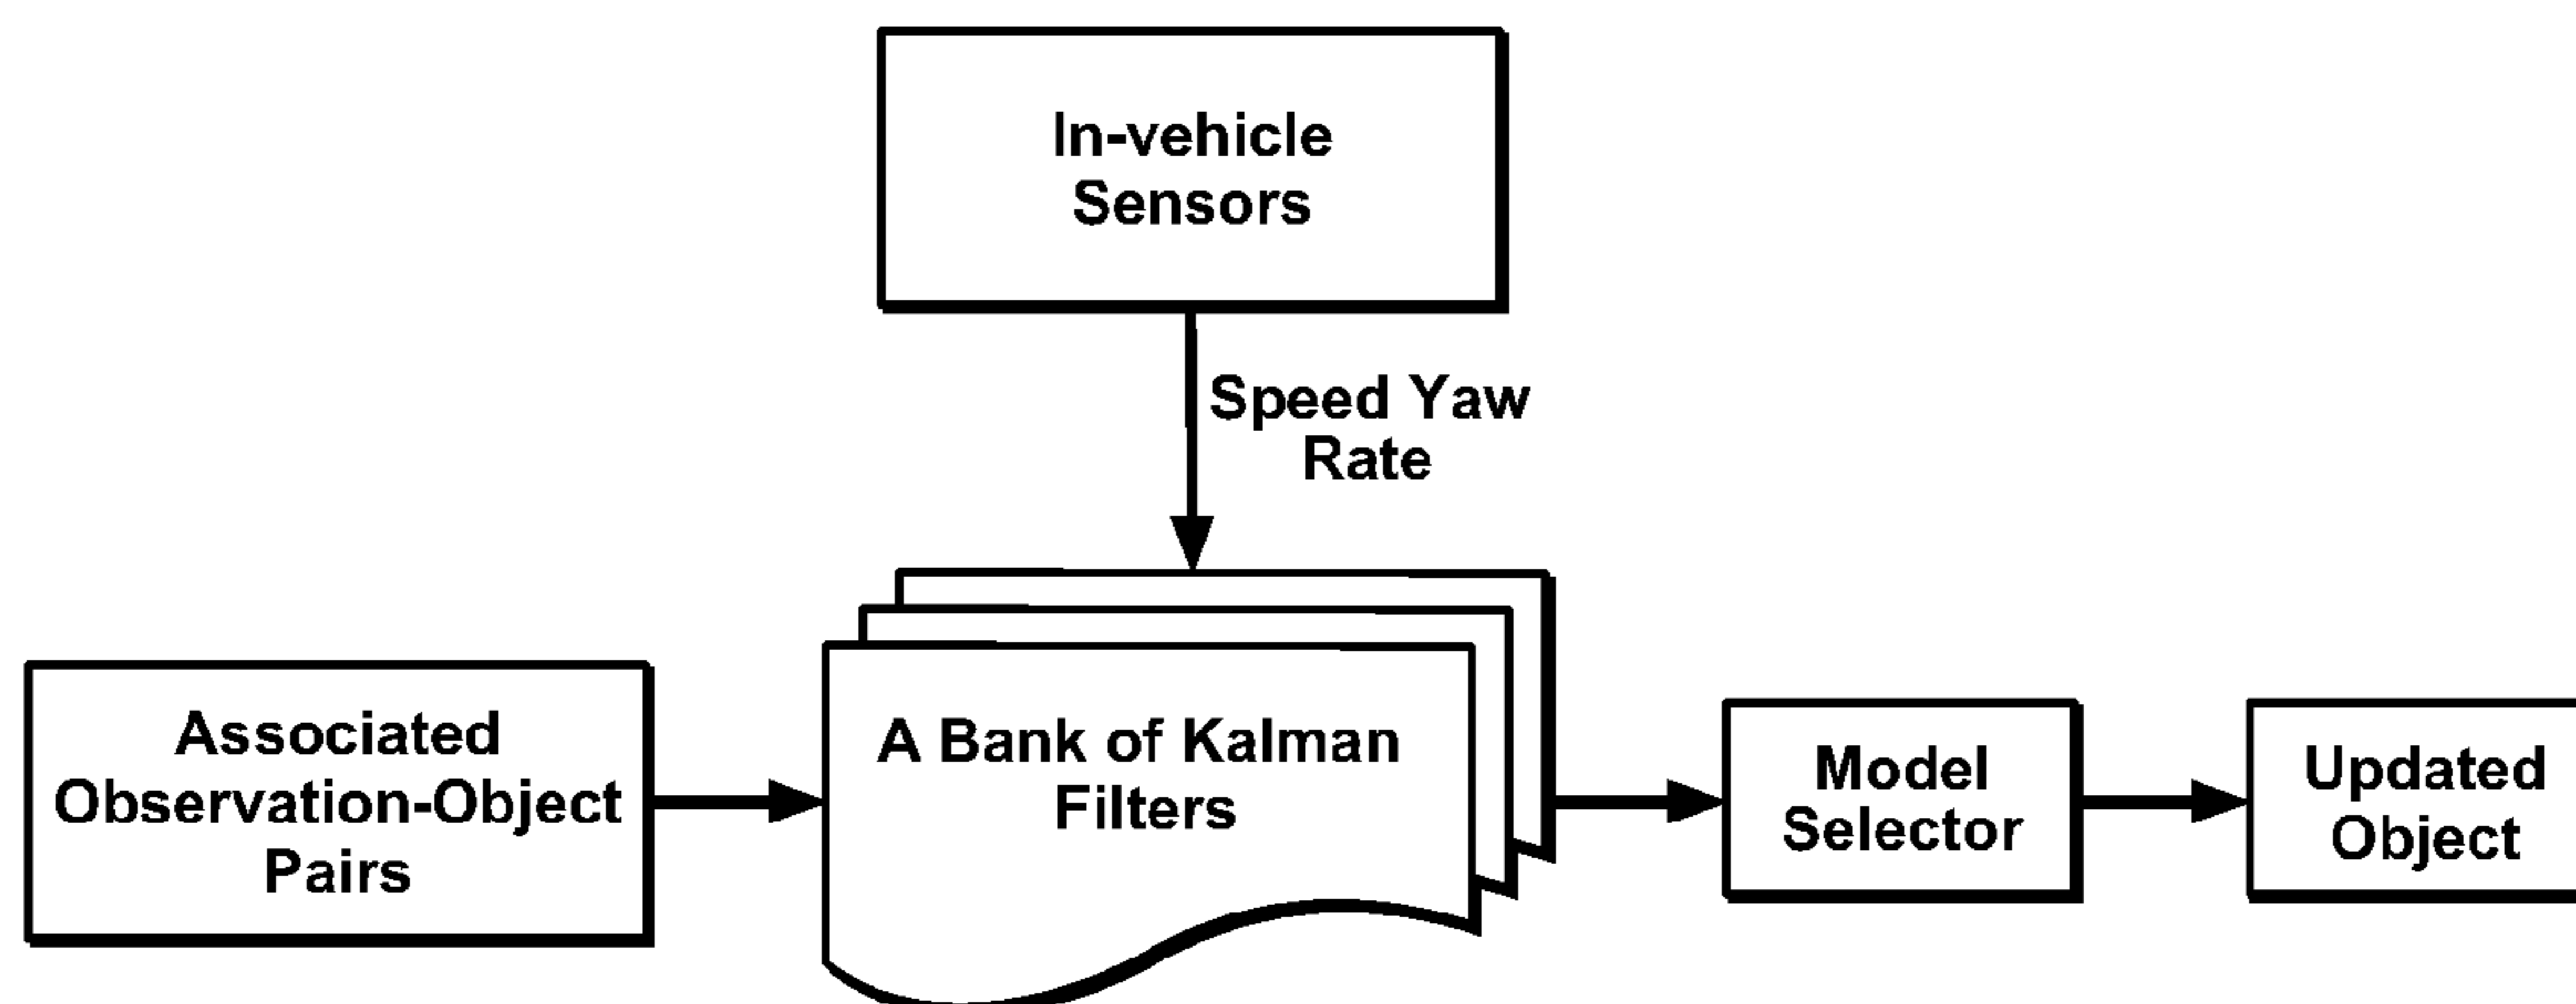 In-vehicle
Sensors
Speed Yaw
Rate
Associated
Observation-Object
Pairs
A Bank of Kalman
Filters
Model
Selector
Updated
Object